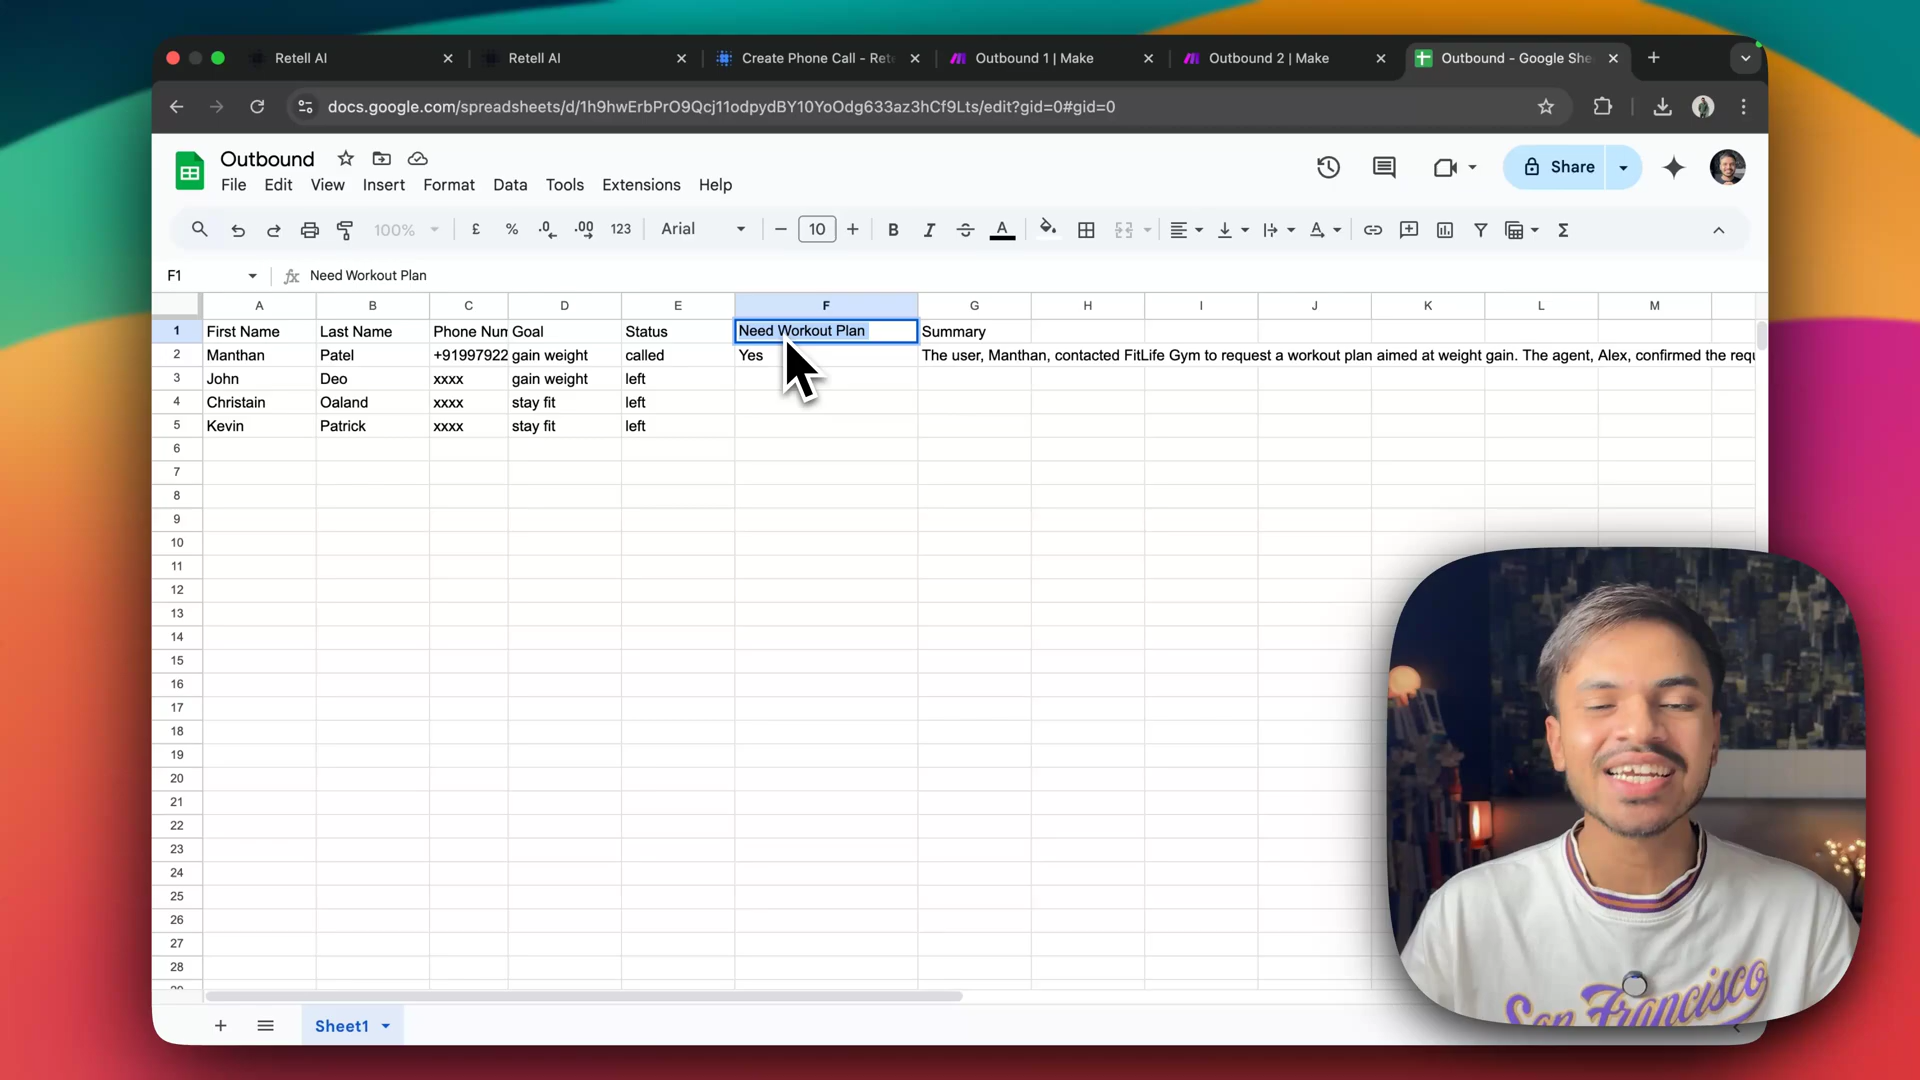 Retell AI
Retell AI
Create Phone Call - Rete
Outbound 1 | Make
Outbound 2 | Make
Outbound - Google She
docs.google.com/spreadsheets/d/1h9hwErbPrO9Qcj11odpydBY10YoOdg633az3hCf9Lts/edit?gid=0#gid=0
Outbound
File Edit View Insert Format Data Tools Extensions Help
Share
100% £ % .0 .00 123 Arial 10 B I A
F1 fx Need Workout Plan
A B C D E F G H I J K L M
1 First Name Last Name Phone Num Goal Status Need Workout Plan Summary
2 Manthan Patel +91997922 gain weight called Yes The user, Manthan, contacted FitLife Gym to request a workout plan aimed at weight gain. The agent, Alex, confirmed the requ
3 John Deo xxxx gain weight left
4 Christain Oaland xxxx stay fit left
5 Kevin Patrick xxxx stay fit left
6
7
8
9
10
11
12
13
14
15
16
17
18
19
20
21
22
23
24
25
26
27
28
Sheet1
San Francisco